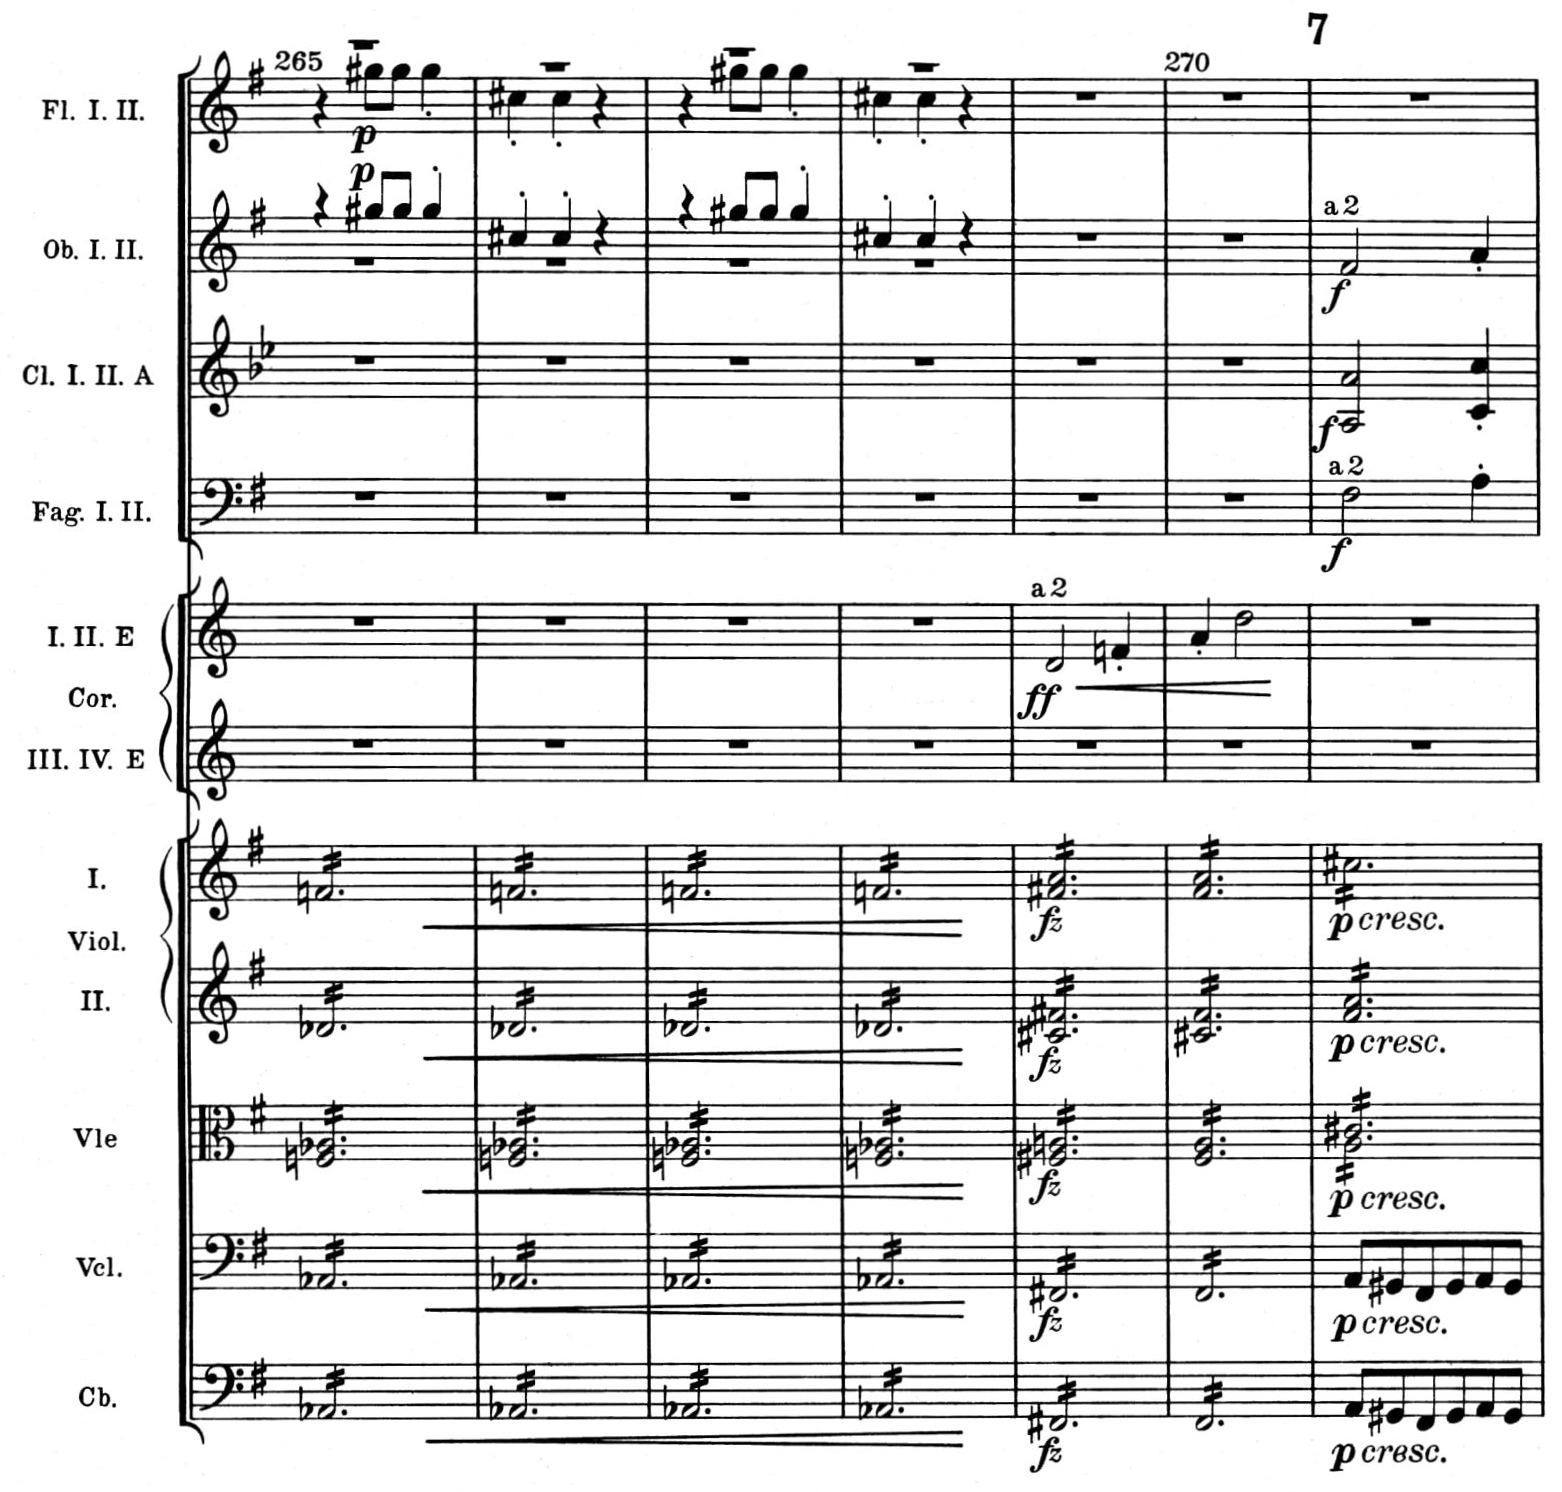 7
265 270
Fl. I. II.
p
p
a 2
Ob. I. II.
f
Cl. I. II. A
f
a 2
Fag. I. II.
f
a 2
I. II. E
ff
Cor.
III. IV. E
I.
fz p cresc.
Viol.
II.
fz p cresc.
Vle
fz p cresc.
Vcl.
fz p cresc.
Cb.
fz p cresc.